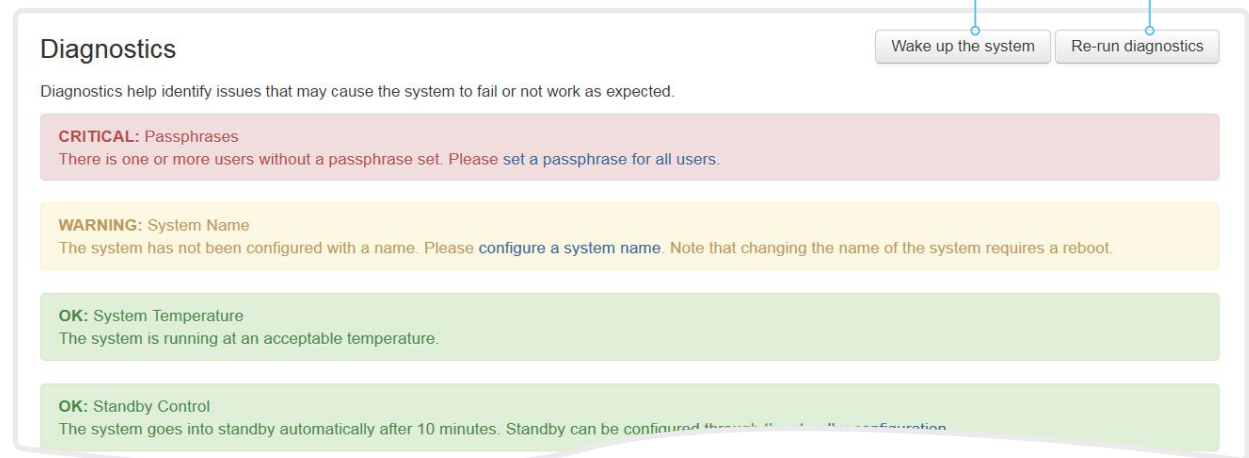 Diagnostics
Wake up the system
Re-run diagnostics
Diagnostics help identify issues that may cause the system to fail or not work as expected.
CRITICAL: Passphrases
There is one or more users without a passphrase set. Please set a passphrase for all users.
WARNING: System Name
The system has not been configured with a name. Please configure a system name. Note that changing the name of the system requires a reboot.
OK: System Temperature
The system is running at an acceptable temperature.
OK: Standby Control
The system goes into standby automatically after 10 minutes. Standby can be configured through